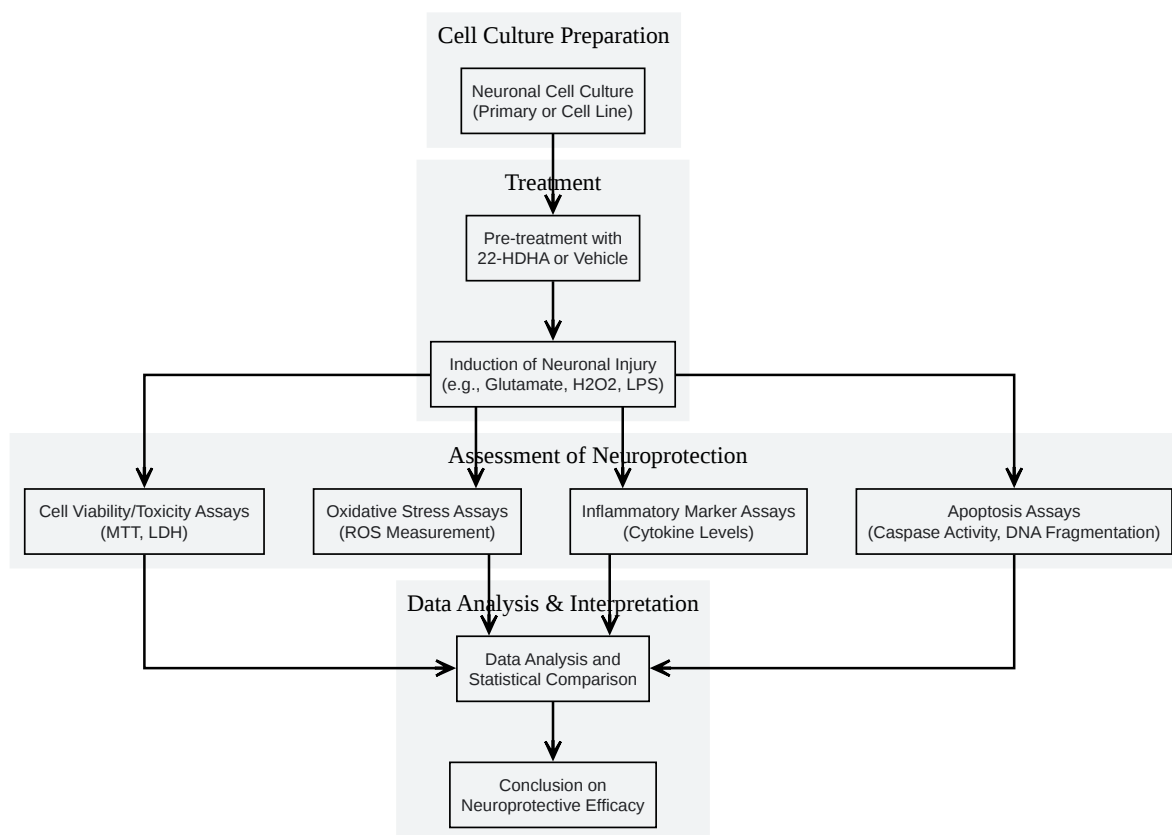 Cell Culture Preparation
Neuronal Cell Culture
(Primary or Cell Line)
Treatment
Pre-treatment with
22-HDHA or Vehicle
Induction of Neuronal Injury
(e.g., Glutamate, H2O2, LPS)
Assessment of Neuroprotection
Cell Viability/Toxicity Assays
(MTT, LDH)
Oxidative Stress Assays
(ROS Measurement)
Inflammatory Marker Assays
(Cytokine Levels)
Apoptosis Assays
(Caspase Activity, DNA Fragmentation)
Data Analysis & Interpretation
Data Analysis and
Statistical Comparison
Conclusion on
Neuroprotective Efficacy